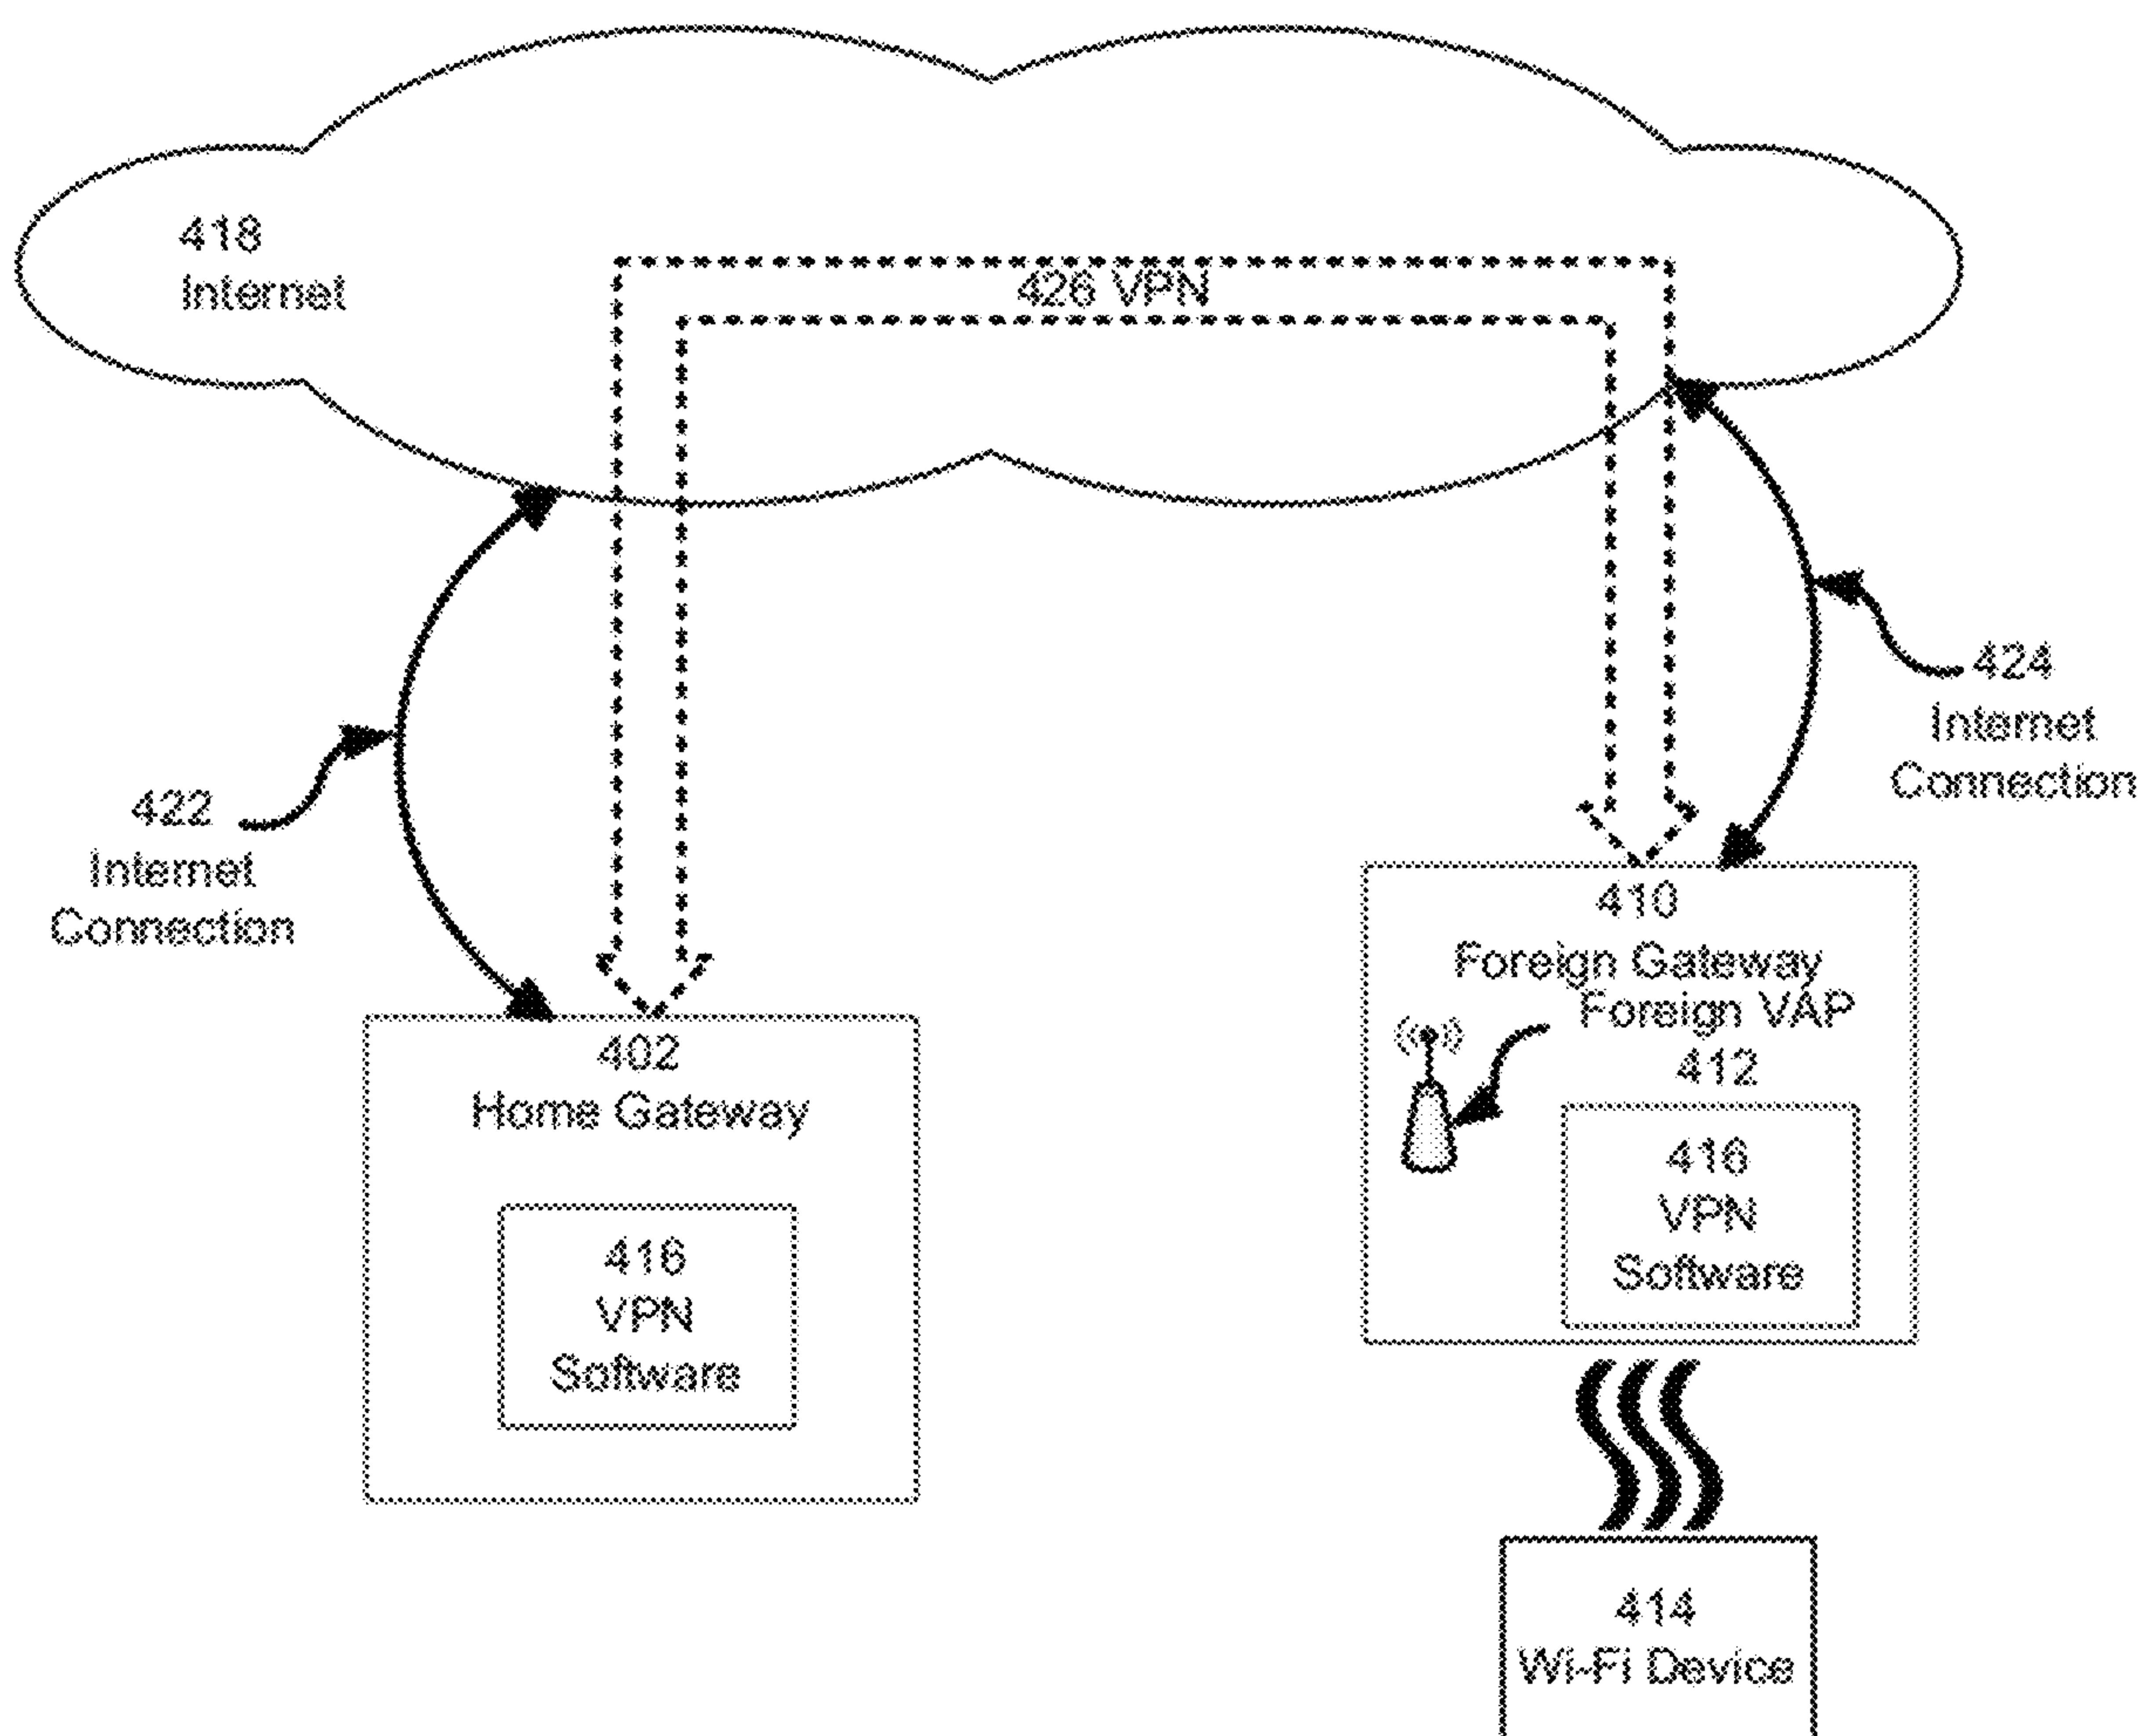 418
Internet
426 VPN
424
Internet
Connection
422
Internet
Connection
410
Foreign Gateway
Foreign VAP
412
416
VPN
Software
402
Home Gateway
416
VPN
Software
414
Wi-Fi Device